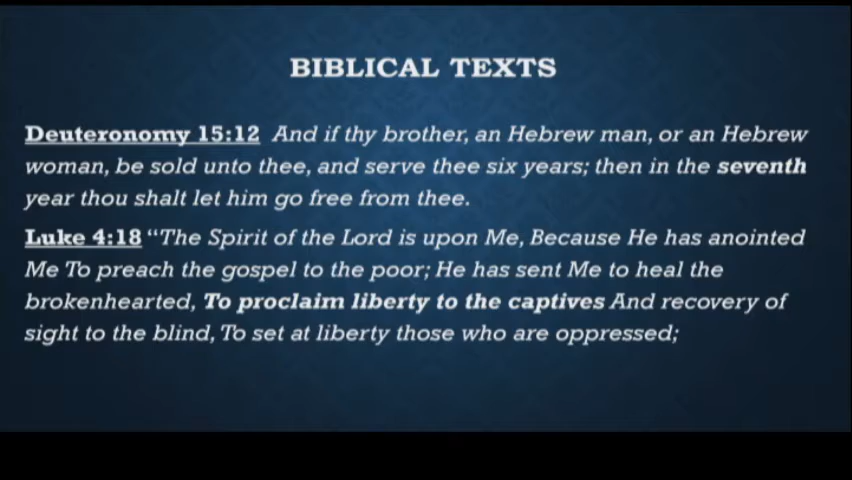 BIBLICAL TEXTS
Deuteronomy 15:12 And if thy brother, an Hebrew man, or an Hebrew
woman, be sold unto thee, and serve thee six years; then in the seventh
year thou shalt let him go free from thee.
Luke 4:18 “The Spirit of the Lord is upon Me, Because He has anointed
Me To preach the gospel to the poor; He has sent Me to heal the
brokenhearted, To proclaim liberty to the captives And recovery of
sight to the blind, To set at liberty those who are oppressed;